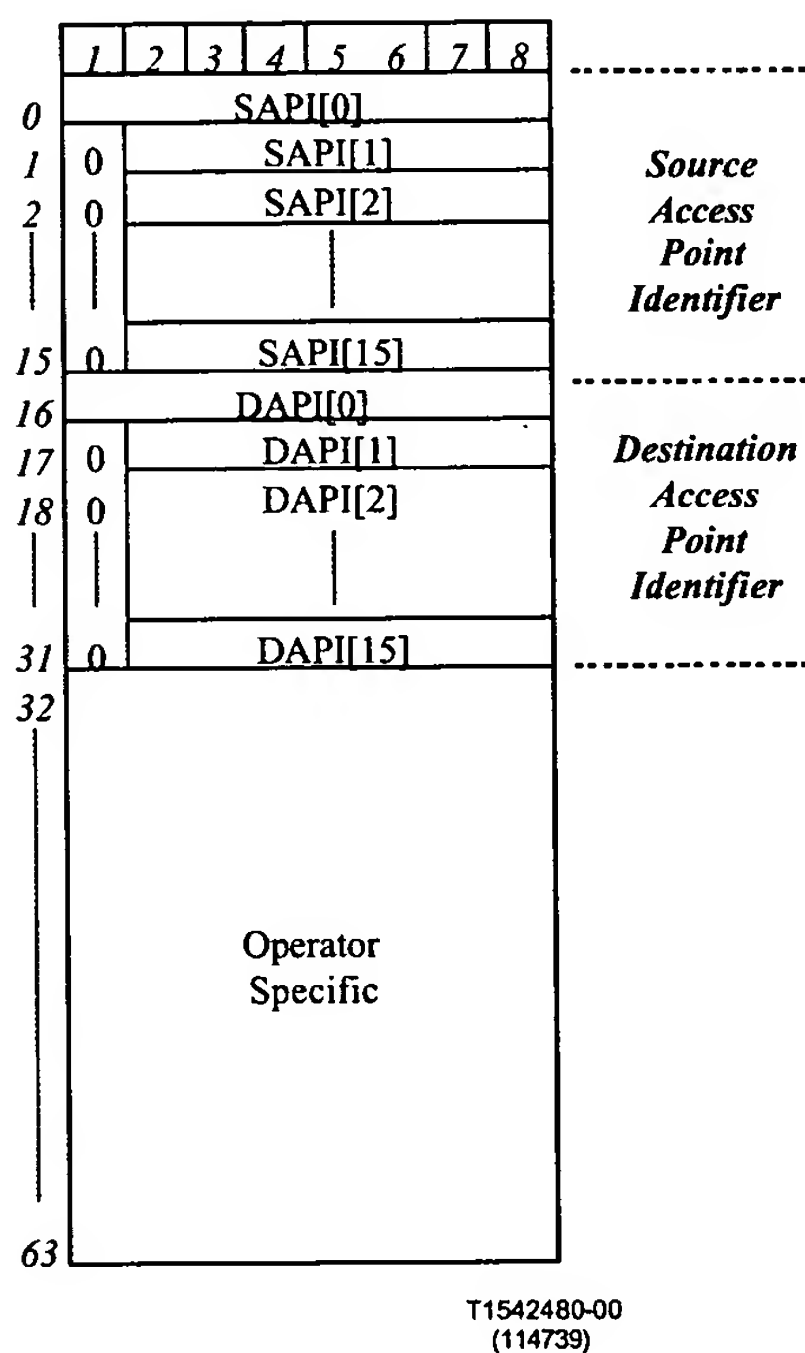 1 2 3 4 5 6 7 8
0 SAPI[0]
1 0 SAPI[1]
2 0 SAPI[2]
15 0 SAPI[15]
Source
Access
Point
Identifier
16 DAPI[0]
17 0 DAPI[1]
18 0 DAPI[2]
31 0 DAPI[15]
Destination
Access
Point
Identifier
32
Operator
Specific
63
T1542480-00
(114739)